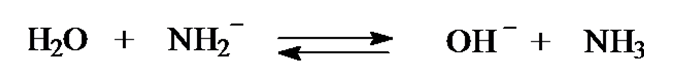 H₂O + NH₂⁻ ⇌ OH⁻ + NH₃